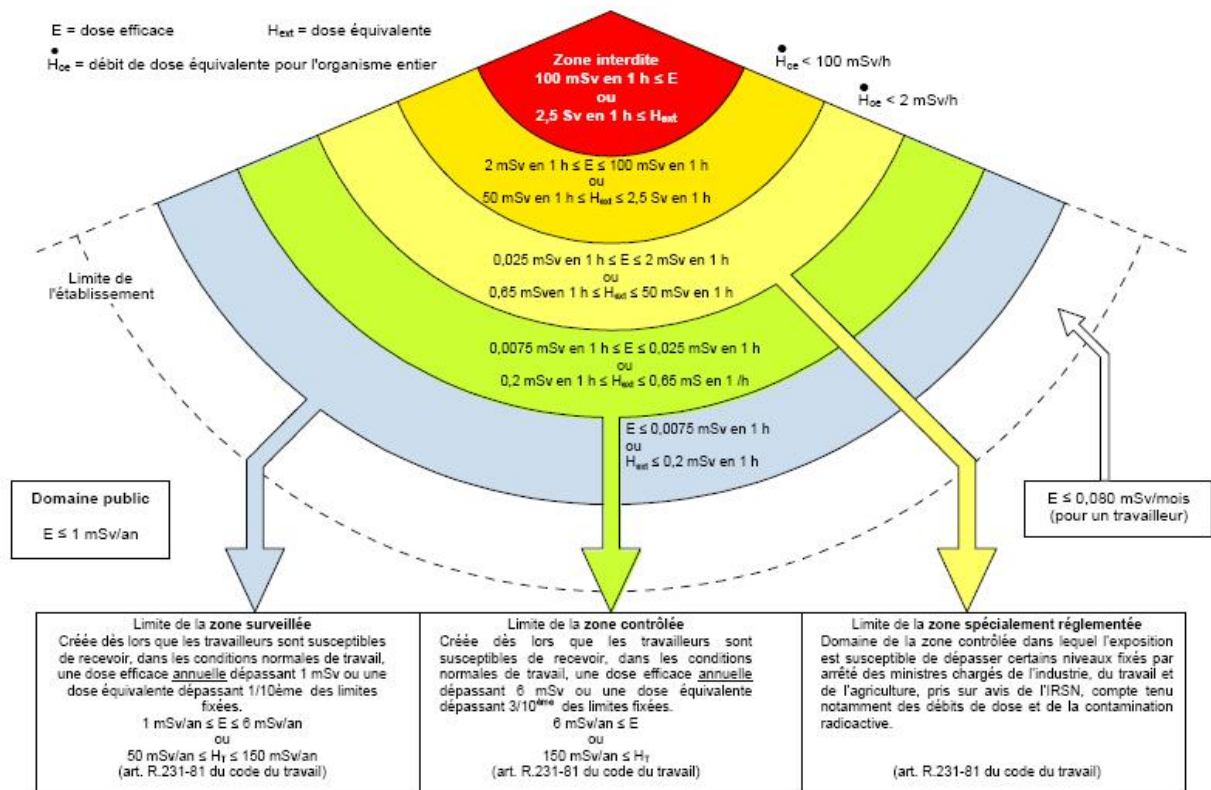 E = dose efficace
H_ext = dose équivalente
Ḣ_oe = débit de dose équivalente pour l'organisme entier
Zone interdite
100 mSv en 1 h ≤ E
ou
2,5 Sv en 1 h ≤ H_ext
Ḣ_oe < 100 mSv/h
Ḣ_oe < 2 mSv/h
2 mSv en 1 h ≤ E ≤ 100 mSv en 1 h
ou
50 mSv en 1 h ≤ H_ext ≤ 2,5 Sv en 1 h
0,025 mSv en 1 h ≤ E ≤ 2 mSv en 1 h
ou
0,65 mSven 1 h ≤ H_ext ≤ 50 mSv en 1 h
Limite de
l'établissement
0,0075 mSv en 1 h ≤ E ≤ 0,025 mSv en 1 h
ou
0,2 mSv en 1 h ≤ H_ext ≤ 0,65 mS en 1 /h
E ≤ 0,0075 mSv en 1 h
ou
H_ext ≤ 0,2 mSv en 1 h
Domaine public
E ≤ 1 mSv/an
E ≤ 0,080 mSv/mois
(pour un travailleur)
Limite de la zone surveillée
Créée dès lors que les travailleurs sont susceptibles
de recevoir, dans les conditions normales de travail,
une dose efficace annuelle dépassant 1 mSv ou une
dose équivalente dépassant 1/10ème des limites
fixées.
1 mSv/an ≤ E ≤ 6 mSv/an
ou
50 mSv/an ≤ H_T ≤ 150 mSv/an
(art. R.231-81 du code du travail)
Limite de la zone contrôlée
Créée dès lors que les travailleurs sont
susceptibles de recevoir, dans les conditions
normales de travail, une dose efficace annuelle
dépassant 6 mSv ou une dose équivalente
dépassant 3/10ème des limites fixées.
6 mSv/an ≤ E
ou
150 mSv/an ≤ H_T
(art. R.231-81 du code du travail)
Limite de la zone spécialement réglementée
Domaine de la zone contrôlée dans lequel l'exposition
est susceptible de dépasser certains niveaux fixés par
arrêté des ministres chargés de l'industrie, du travail et
de l'agriculture, pris sur avis de l'IRSN, compte tenu
notamment des débits de dose et de la contamination
radioactive.
(art. R.231-81 du code du travail)